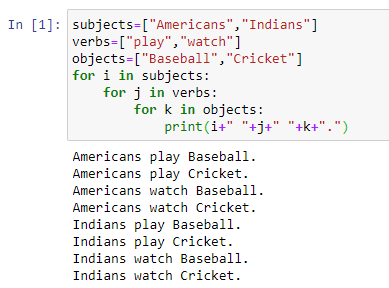 In [1]: subjects=["Americans","Indians"]
verbs=["play","watch"]
objects=["Baseball","Cricket"]
for i in subjects:
    for j in verbs:
        for k in objects:
            print(i+" "+j+" "+k+".")
Americans play Baseball.
Americans play Cricket.
Americans watch Baseball.
Americans watch Cricket.
Indians play Baseball.
Indians play Cricket.
Indians watch Baseball.
Indians watch Cricket.